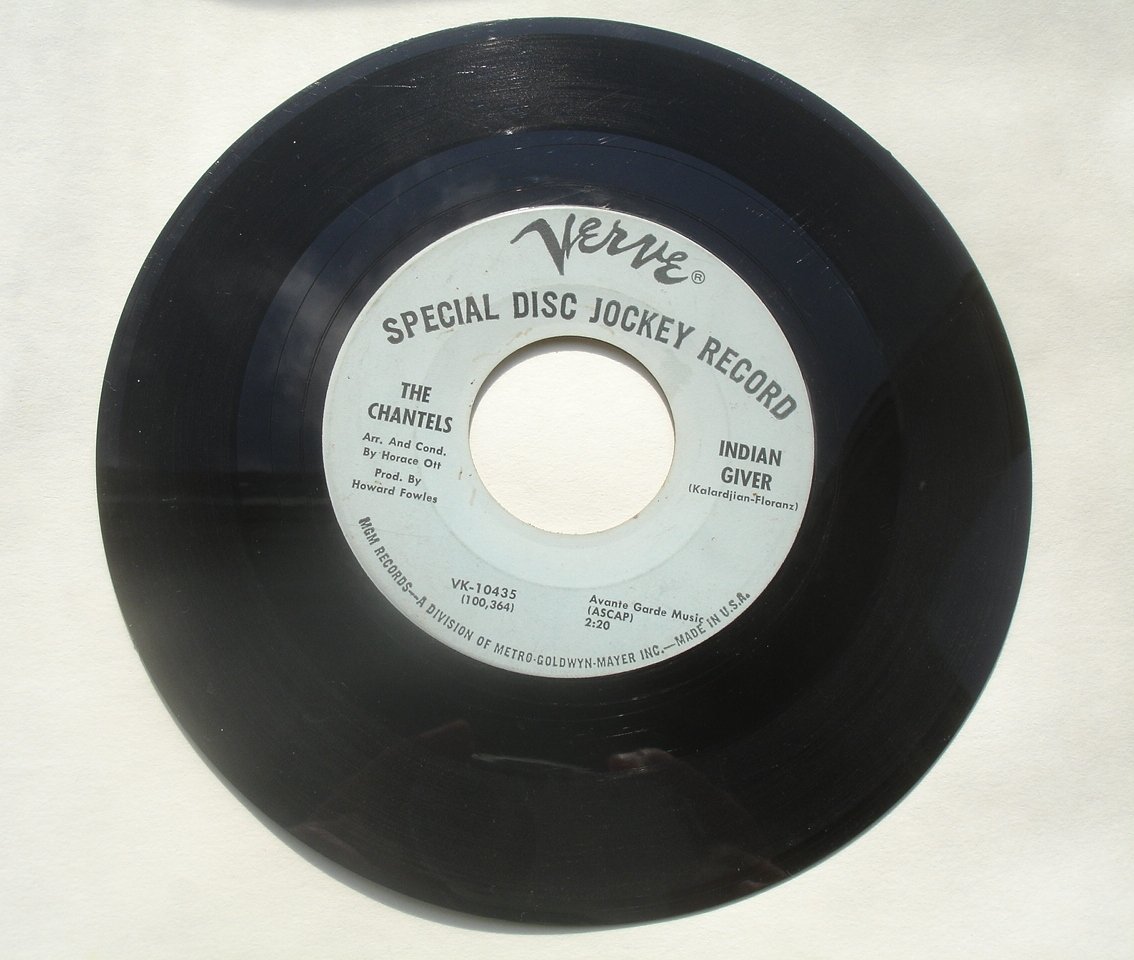 Verve ®
SPECIAL DISC JOCKEY RECORD
THE
CHANTELS
Arr. And Cond.
By Horace Ott
Prod. By
Howard Fowles
INDIAN
GIVER
(Kalardjian-Floranz)
VK-10435
(100,364)
Avante Garde Music
(ASCAP)
2:20
MGM RECORDS—A DIVISION OF METRO-GOLDWYN-MAYER INC.—MADE IN U.S.A.